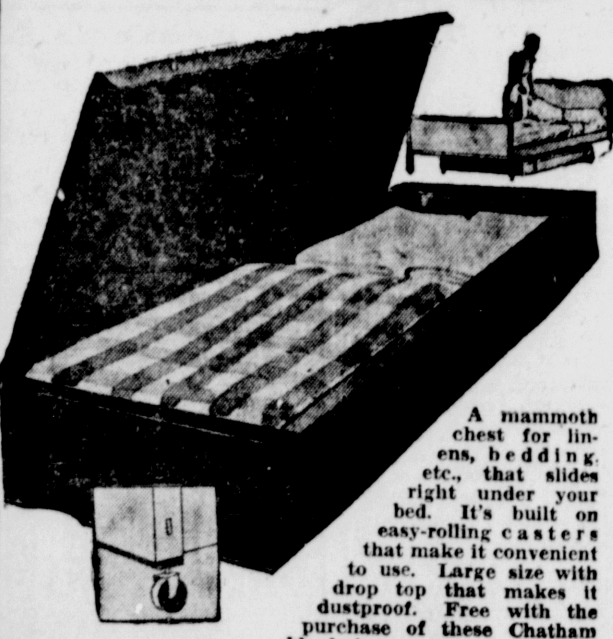 A mammoth
chest for lin-
ens, bedding,
etc., that slides
right under your
bed. It's built on
easy-rolling casters
that make it convenient
to use. Large size with
drop top that makes it
dustproof. Free with the
purchase of these Chatham